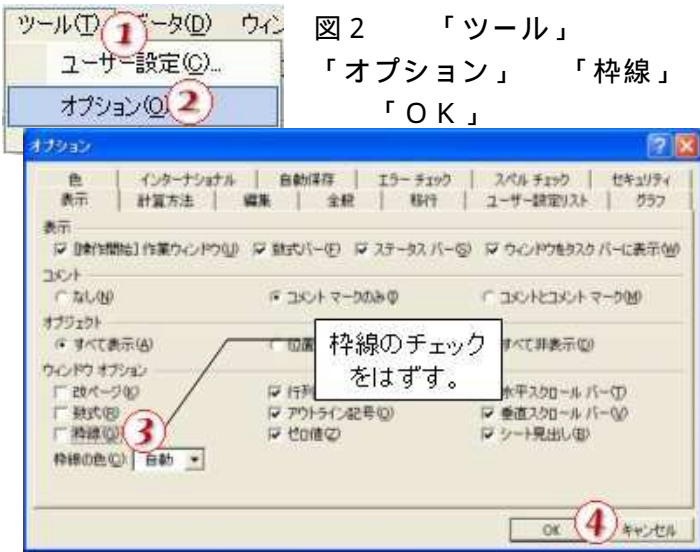 ツール(T) データ(D) ウィン
ユーザー設定(C)...
オプション(O)
1
2
図2 「ツール」
「オプション」 「枠線」
「OK」
オプション
色 インターナショナル 自動保存 エラー チェック スペル チェック セキュリティ
表示 計算方法 編集 全般 移行 ユーザー設定リスト グラフ
表示
[操作開始] 作業ウィンドウ(U) 数式バー(F) ステータス バー(S) ウィンドウをタスク バーに表示(W)
コメント
なし(N) コメント マークのみ(I) コメントとコメント マーク(M)
オブジェクト
すべて表示(A) 位置 すべて非表示(D)
枠線のチェック
をはずす。
ウィンドウ オプション
改ページ(K) 行列 水平スクロール バー(T)
数式(R) アウトライン記号(O) 垂直スクロール バー(V)
枠線(G) 3 ゼロ値(Z) シート見出し(B)
枠線の色(C): 自動
OK 4 キャンセル